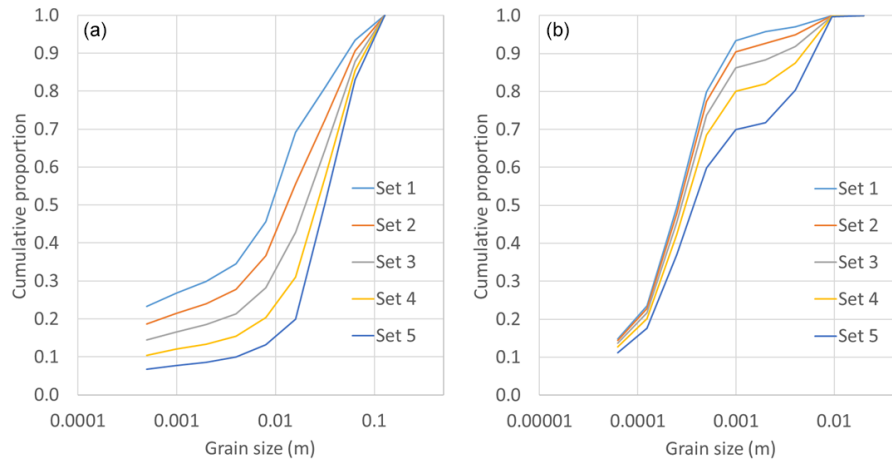 (a)
Cumulative proportion
1.0
0.9
0.8
0.7
0.6
0.5
0.4
0.3
0.2
0.1
0.0
Set 1
Set 2
Set 3
Set 4
Set 5
0.0001 0.001 0.01 0.1
Grain size (m)
(b)
Cumulative proportion
1.0
0.9
0.8
0.7
0.6
0.5
0.4
0.3
0.2
0.1
0.0
Set 1
Set 2
Set 3
Set 4
Set 5
0.00001 0.0001 0.001 0.01
Grain size (m)